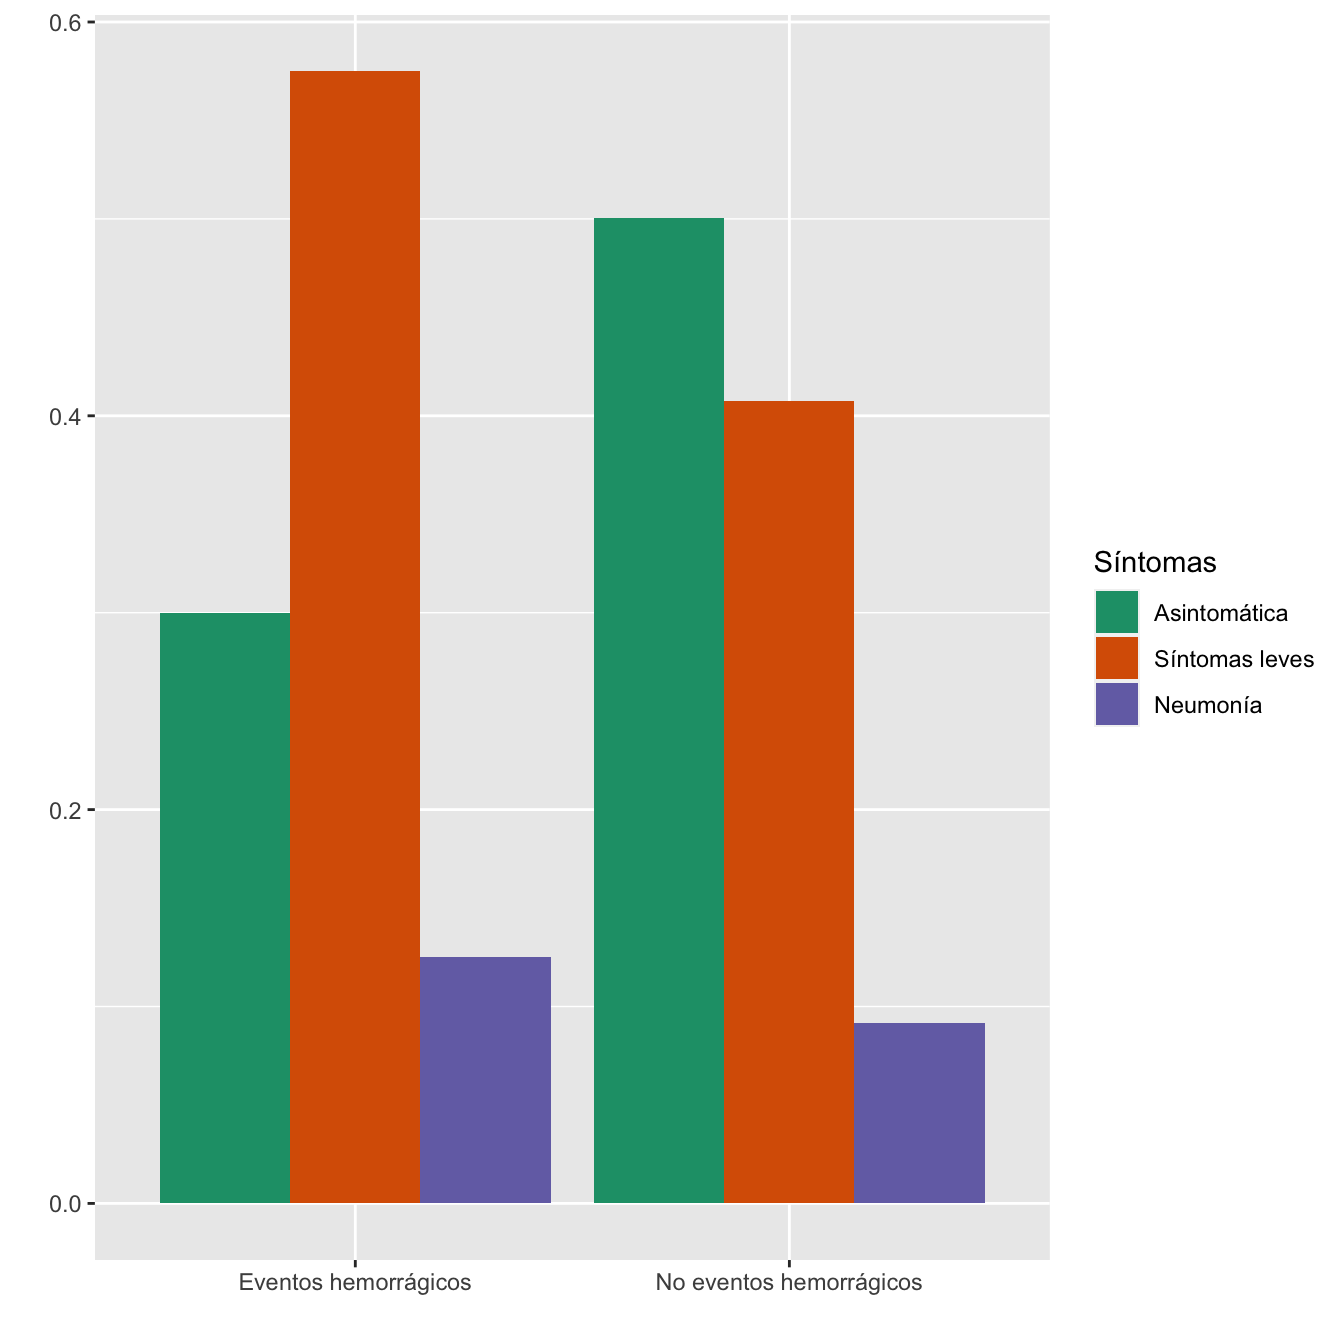 0.6
0.4
0.2
0.0
Eventos hemorrágicos
No eventos hemorrágicos
Síntomas
Asintomática
Síntomas leves
Neumonía